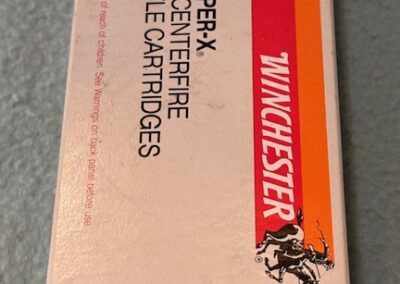 WINCHESTER
®
PER-X®
CENTERFIRE
LE CARTRIDGES
of reach of children. See Warnings on back panel before use.